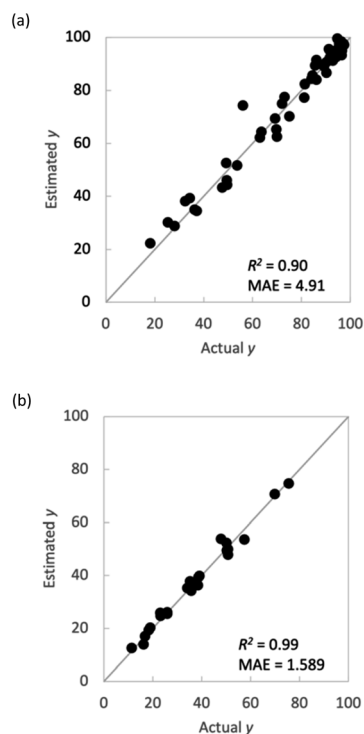 (a)
100
80
60
40
20
0
Estimated y
0 20 40 60 80 100
Actual y
R² = 0.90
MAE = 4.91
(b)
100
80
60
40
20
0
Estimated y
0 20 40 60 80 100
Actual y
R² = 0.99
MAE = 1.589